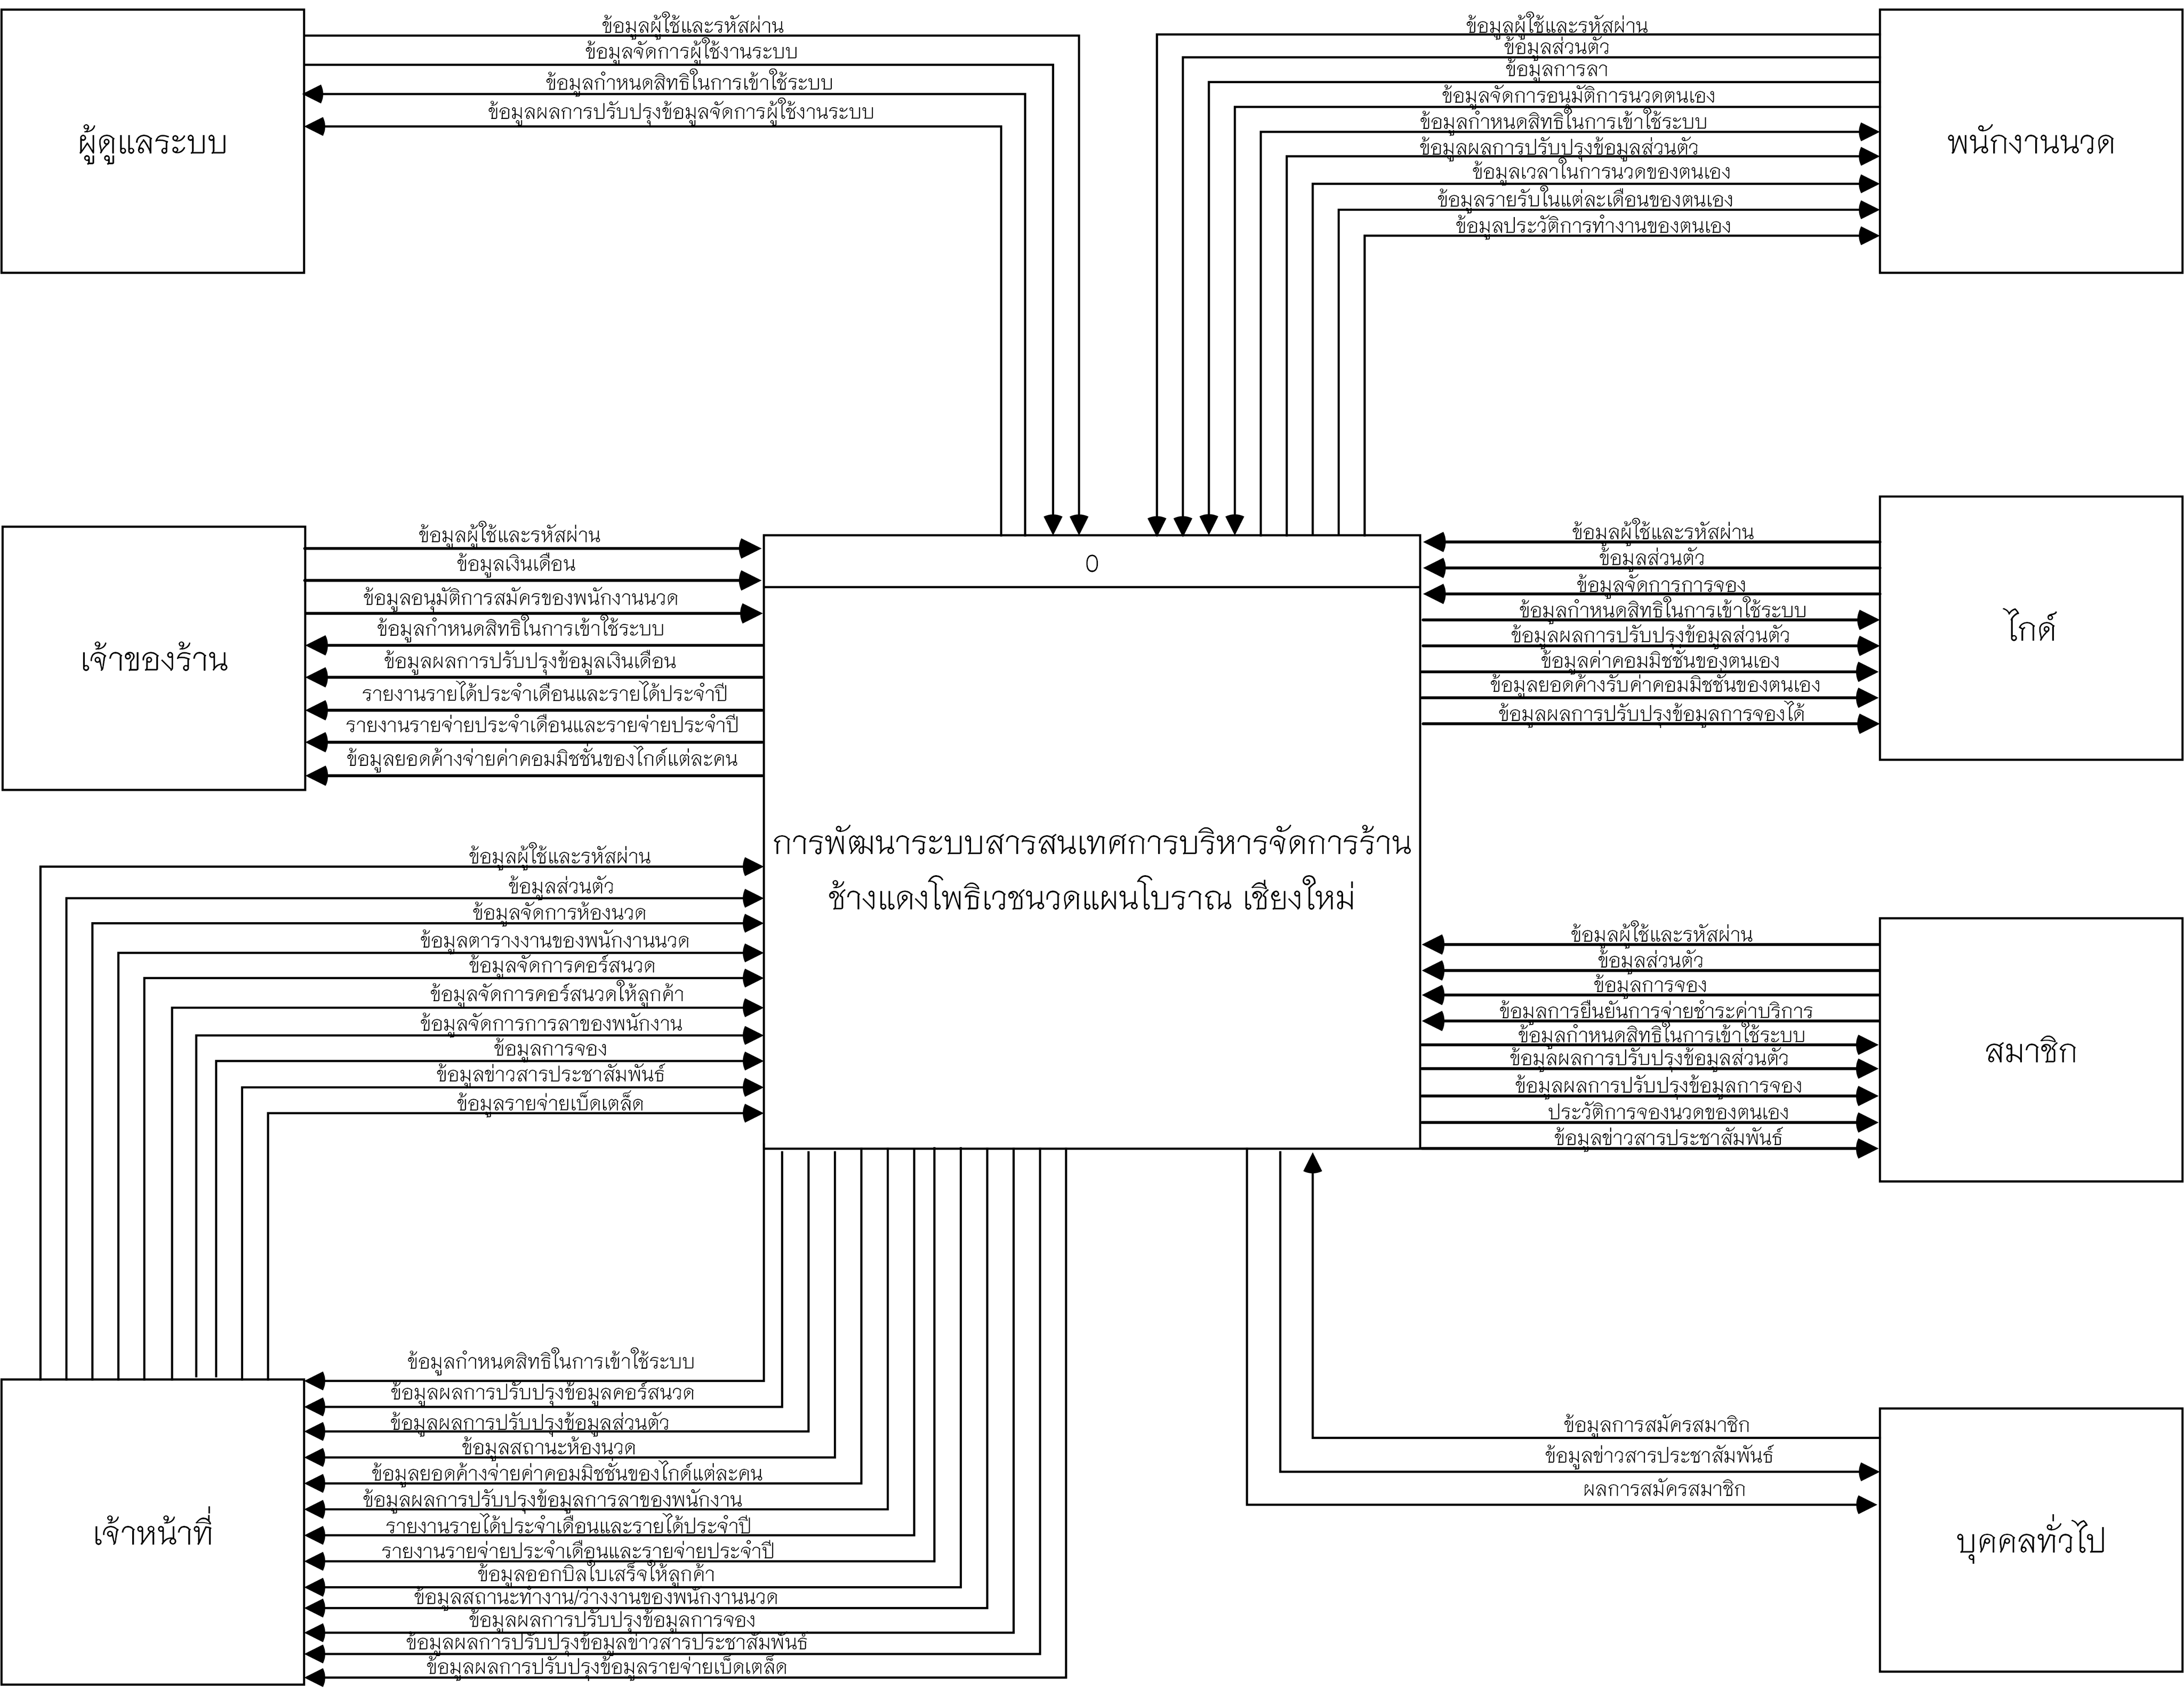 ผู้ดูแลระบบ
ข้อมูลผู้ใช้และรหัสผ่าน
ข้อมูลจัดการผู้ใช้งานระบบ
ข้อมูลกำหนดสิทธิในการเข้าใช้ระบบ
ข้อมูลผลการปรับปรุงข้อมูลจัดการผู้ใช้งานระบบ
ข้อมูลผู้ใช้และรหัสผ่าน
ข้อมูลส่วนตัว
ข้อมูลการลา
ข้อมูลจัดการอนุมัติการนวดตนเอง
ข้อมูลกำหนดสิทธิในการเข้าใช้ระบบ
ข้อมูลผลการปรับปรุงข้อมูลส่วนตัว
ข้อมูลเวลาในการนวดของตนเอง
ข้อมูลรายรับในแต่ละเดือนของตนเอง
ข้อมูลประวัติการทำงานของตนเอง
พนักงานนวด
เจ้าของร้าน
ข้อมูลผู้ใช้และรหัสผ่าน
ข้อมูลเงินเดือน
ข้อมูลอนุมัติการสมัครของพนักงานนวด
ข้อมูลกำหนดสิทธิในการเข้าใช้ระบบ
ข้อมูลผลการปรับปรุงข้อมูลเงินเดือน
รายงานรายได้ประจำเดือนและรายได้ประจำปี
รายงานรายจ่ายประจำเดือนและรายจ่ายประจำปี
ข้อมูลยอดค้างจ่ายค่าคอมมิชชั่นของไกด์แต่ละคน
0
การพัฒนาระบบสารสนเทศการบริหารจัดการร้าน
ช้างแดงโพธิเวชนวดแผนโบราณ เชียงใหม่
ข้อมูลผู้ใช้และรหัสผ่าน
ข้อมูลส่วนตัว
ข้อมูลจัดการการจอง
ข้อมูลกำหนดสิทธิในการเข้าใช้ระบบ
ข้อมูลผลการปรับปรุงข้อมูลส่วนตัว
ข้อมูลค่าคอมมิชชั่นของตนเอง
ข้อมูลยอดค้างรับค่าคอมมิชชั่นของตนเอง
ข้อมูลผลการปรับปรุงข้อมูลการจองได้
ไกด์
ข้อมูลผู้ใช้และรหัสผ่าน
ข้อมูลส่วนตัว
ข้อมูลจัดการห้องนวด
ข้อมูลตารางงานของพนักงานนวด
ข้อมูลจัดการคอร์สนวด
ข้อมูลจัดการคอร์สนวดให้ลูกค้า
ข้อมูลจัดการการลาของพนักงาน
ข้อมูลการจอง
ข้อมูลข่าวสารประชาสัมพันธ์
ข้อมูลรายจ่ายเบ็ดเตล็ด
ข้อมูลผู้ใช้และรหัสผ่าน
ข้อมูลส่วนตัว
ข้อมูลการจอง
ข้อมูลการยืนยันการจ่ายชำระค่าบริการ
ข้อมูลกำหนดสิทธิในการเข้าใช้ระบบ
ข้อมูลผลการปรับปรุงข้อมูลส่วนตัว
ข้อมูลผลการปรับปรุงข้อมูลการจอง
ประวัติการจองนวดของตนเอง
ข้อมูลข่าวสารประชาสัมพันธ์
สมาชิก
เจ้าหน้าที่
ข้อมูลกำหนดสิทธิในการเข้าใช้ระบบ
ข้อมูลผลการปรับปรุงข้อมูลคอร์สนวด
ข้อมูลผลการปรับปรุงข้อมูลส่วนตัว
ข้อมูลสถานะห้องนวด
ข้อมูลยอดค้างจ่ายค่าคอมมิชชั่นของไกด์แต่ละคน
ข้อมูลผลการปรับปรุงข้อมูลการลาของพนักงาน
รายงานรายได้ประจำเดือนและรายได้ประจำปี
รายงานรายจ่ายประจำเดือนและรายจ่ายประจำปี
ข้อมูลออกบิลใบเสร็จให้ลูกค้า
ข้อมูลสถานะทำงาน/ว่างงานของพนักงานนวด
ข้อมูลผลการปรับปรุงข้อมูลการจอง
ข้อมูลผลการปรับปรุงข้อมูลข่าวสารประชาสัมพันธ์
ข้อมูลผลการปรับปรุงข้อมูลรายจ่ายเบ็ดเตล็ด
ข้อมูลการสมัครสมาชิก
ข้อมูลข่าวสารประชาสัมพันธ์
ผลการสมัครสมาชิก
บุคคลทั่วไป